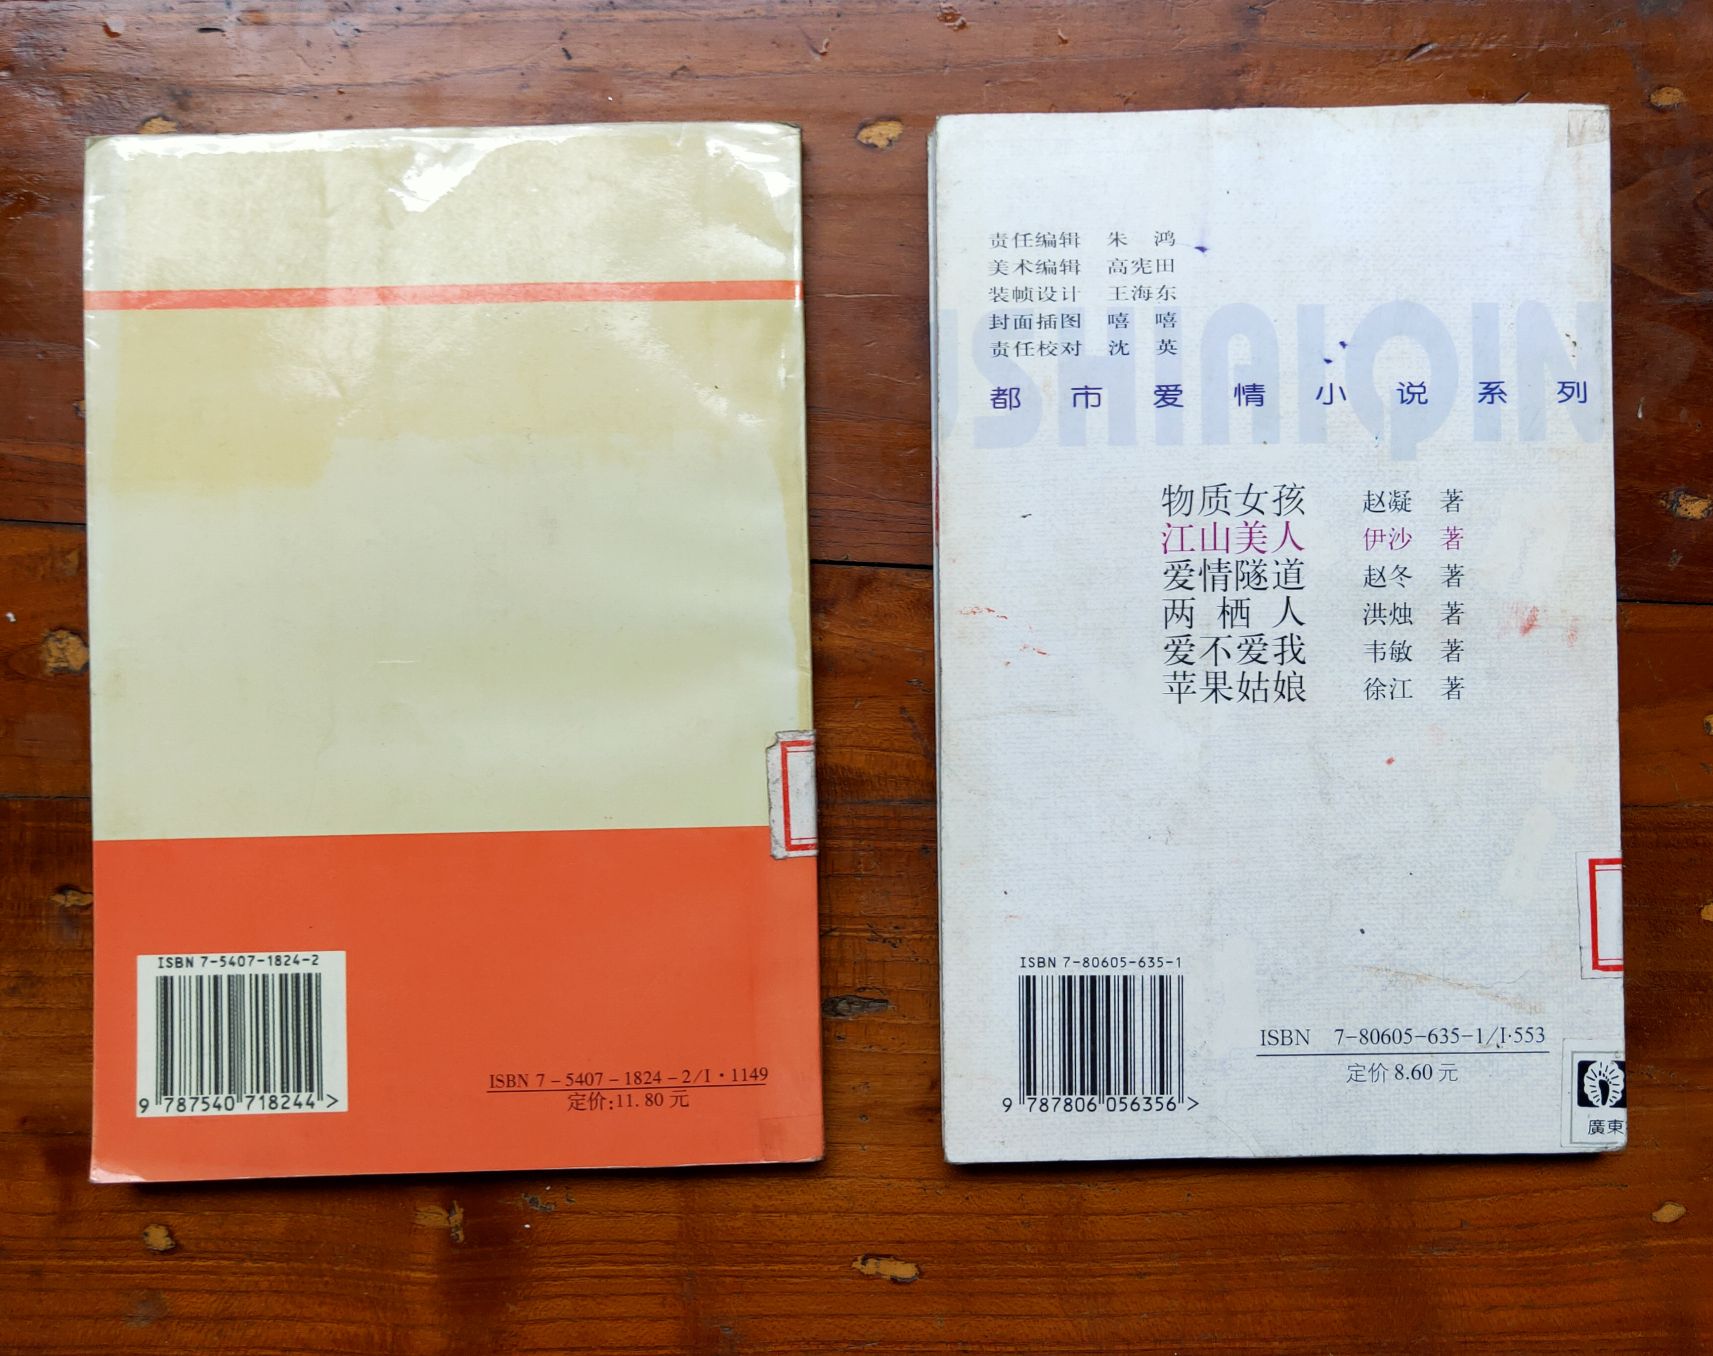 ISBN 7-5407-1824-2
9 787540 718244 >
ISBN 7-5407-1824-2/I·1149
定价:11.80元
责任编辑 朱鸿
美术编辑 高宪田
装帧设计 王海东
封面插图 嘻嘻
责任校对 沈英
USHIAIQIN
都市爱情小说系列
物质女孩 赵凝 著
江山美人 伊沙 著
爱情隧道 赵冬 著
两栖人 洪烛 著
爱不爱我 韦敏 著
苹果姑娘 徐江 著
ISBN 7-80605-635-1
9 787806 056356 >
ISBN 7-80605-635-1/I·553
定价 8.60 元
廣東